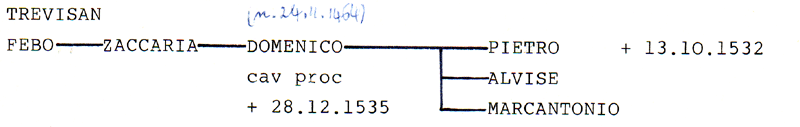 TREVISAN (n. 24.11.1464)
FEBO ZACCARIA DOMENICO PIETRO + 13.10.1532
cav proc ALVISE
+ 28.12.1535 MARCANTONIO